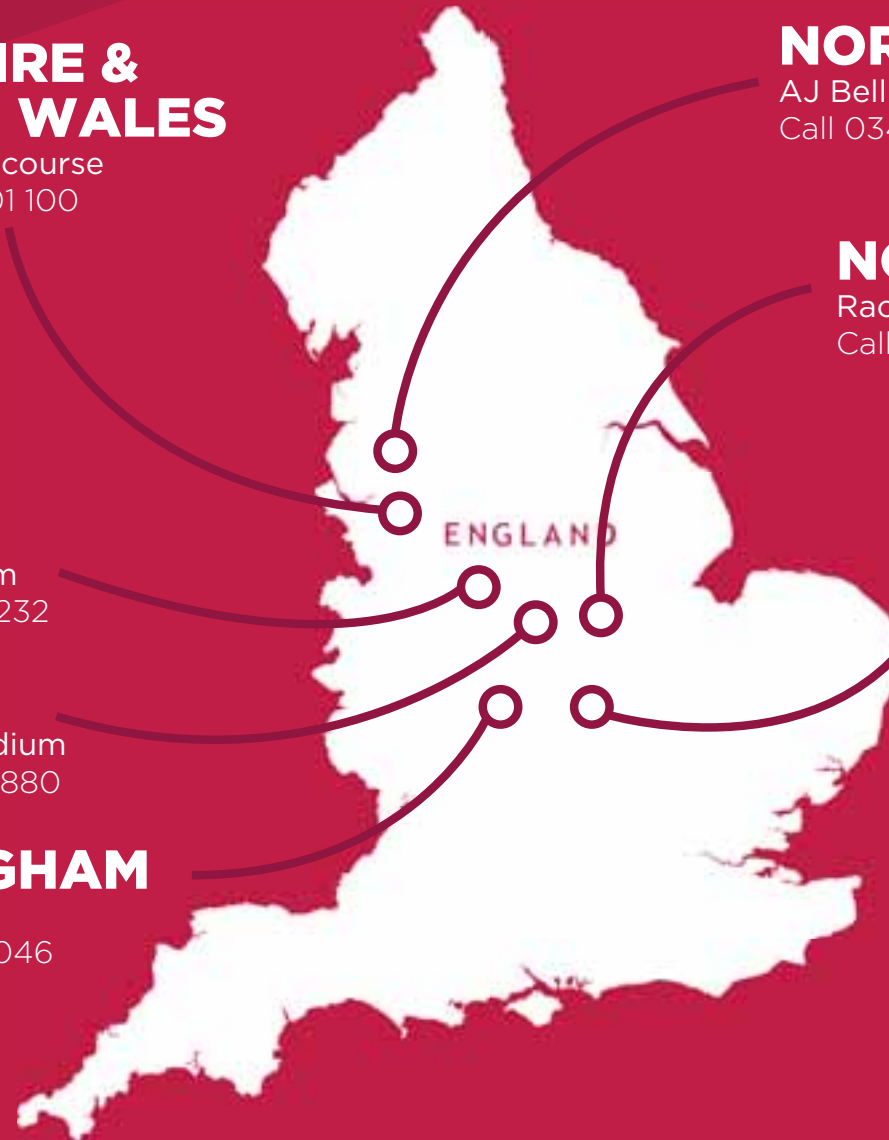 IRE &
WALES
course
01 100
NOR
AJ Bell
Call 034
NO
Rac
Call
ENGLAND
m
232
dium
880
GHAM
046